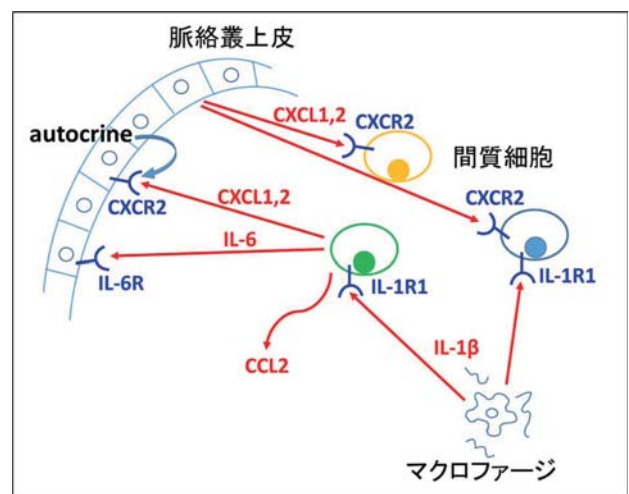 脈絡叢上皮
CXCL1,2
CXCR2
autocrine
間質細胞
CXCR2
CXCR2
CXCL1,2
IL-6
IL-6R
IL-1R1
IL-1R1
CCL2
IL-1β
マクロファージ